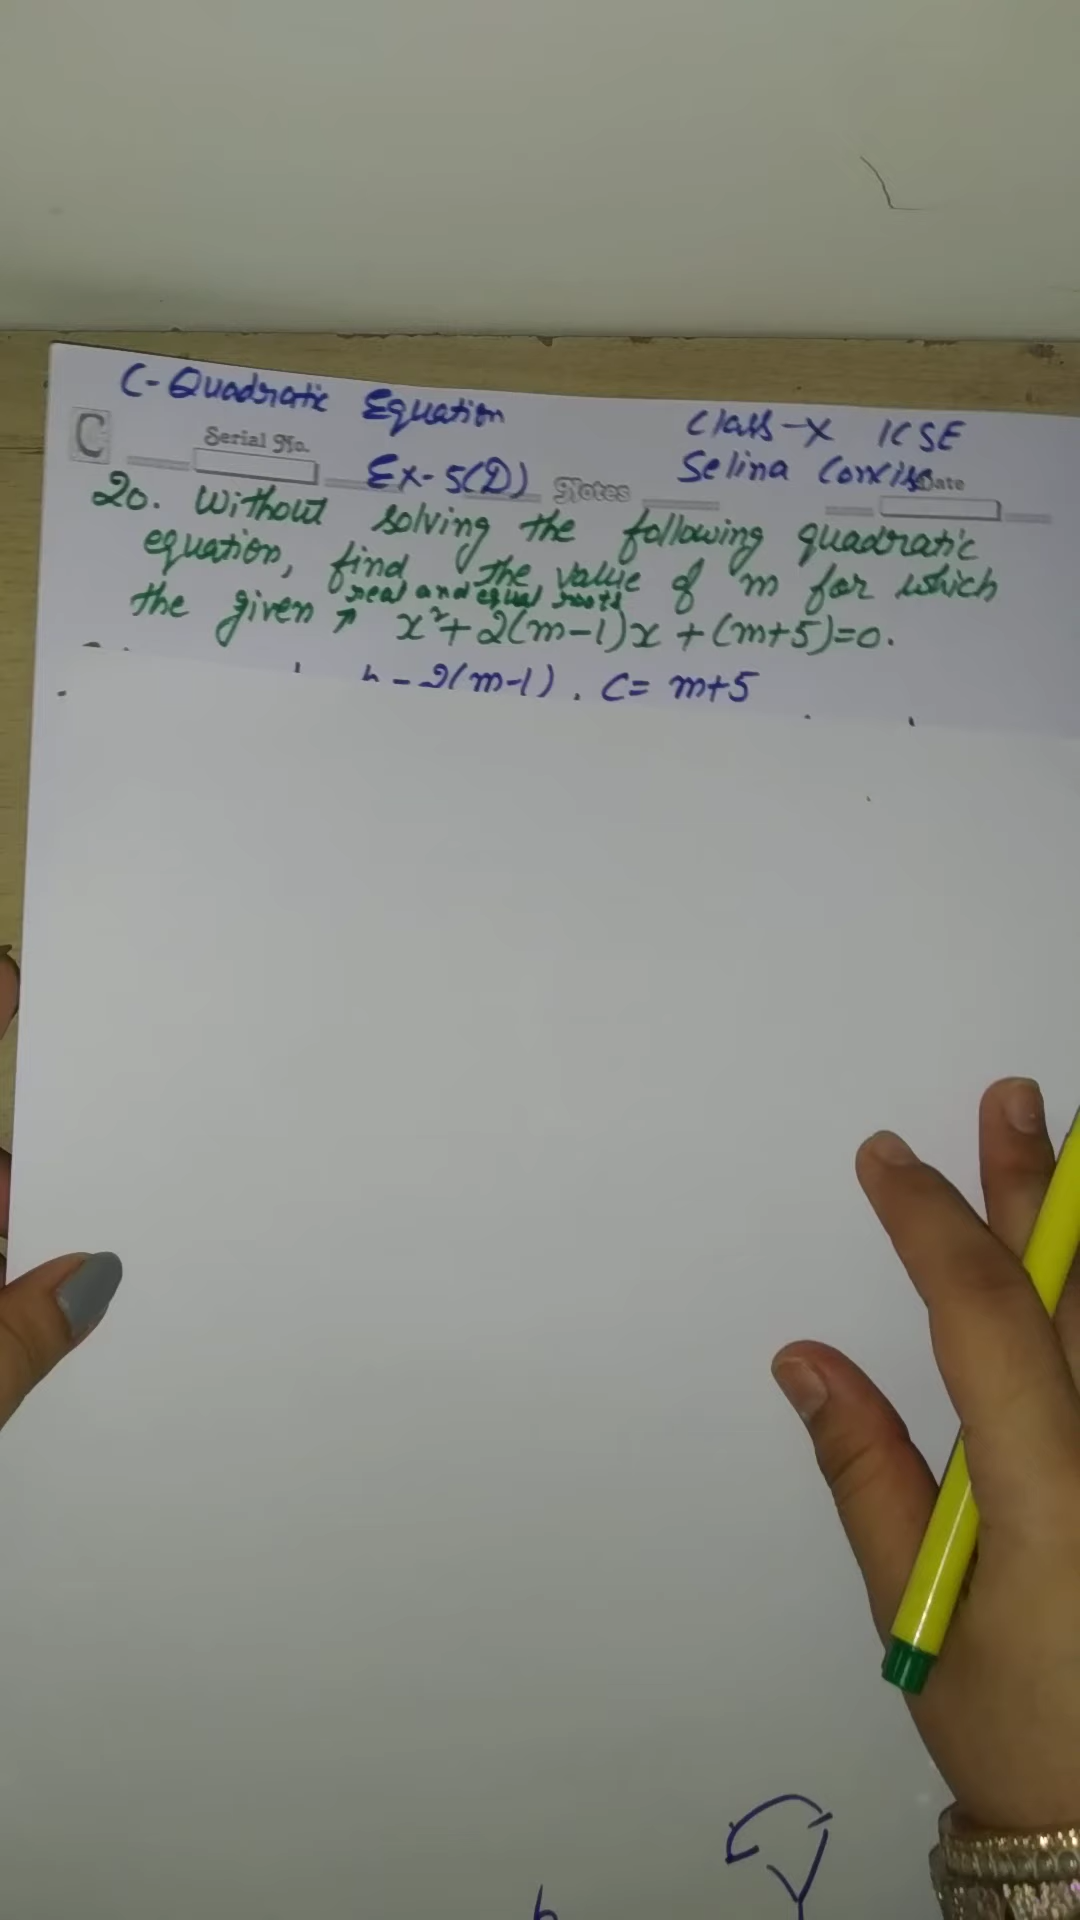 C-Quadratic Equation
Class-X ICSE
C Serial No.
Ex-5(D) Notes
Selina Concise Date
20. Without solving the following quadratic
equation, find the value of m for which
real and equal roots
the given ↗ x²+2(m-1)x+(m+5)=0.
b=2(m-1), C= m+5
b